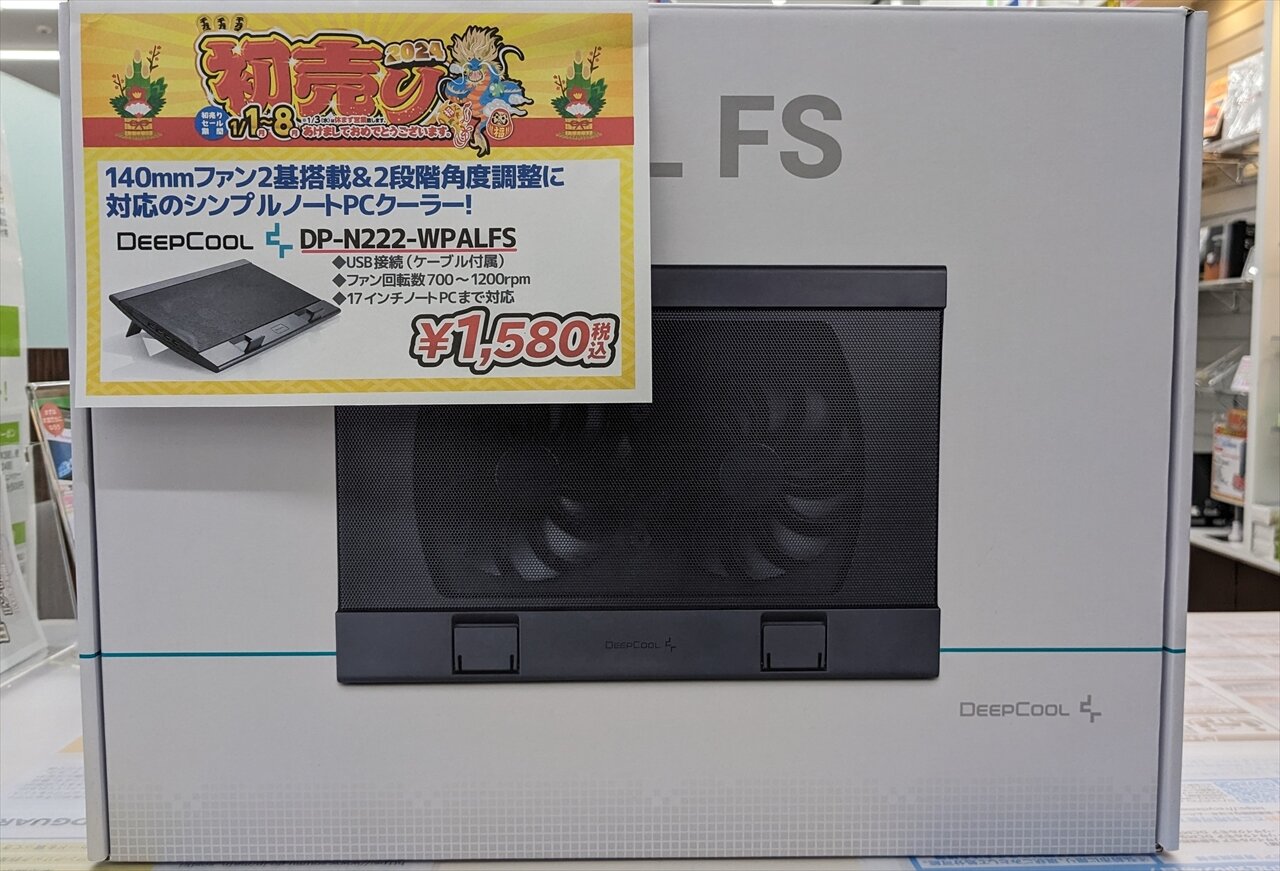 初売り
2024
初売り
セール
期間
1/1~8
あけましておめでとうございます。
140mmファン2基搭載&2段階角度調整に
対応のシンプルノートPCクーラー!
DEEPCOOL DP-N222-WPALFS
◆USB接続(ケーブル付属)
◆ファン回転数700～1200rpm
◆17インチノートPCまで対応
¥1,580税込
L FS
DEEPCOOL
DEEPCOOL